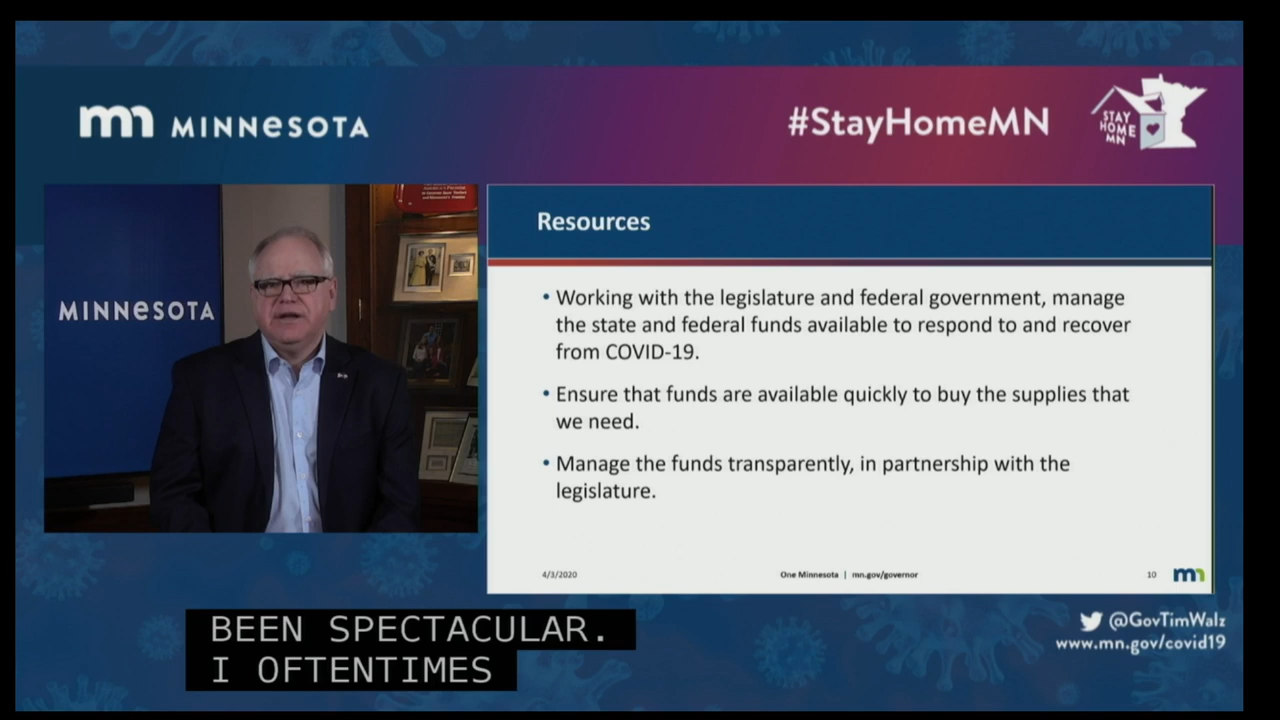 mn MINNESOTA
#StayHomeMN
STAY
HOME
MN
MINNESOTA
Resources
• Working with the legislature and federal government, manage
the state and federal funds available to respond to and recover
from COVID-19.
• Ensure that funds are available quickly to buy the supplies that
we need.
• Manage the funds transparently, in partnership with the
legislature.
4/3/2020
One Minnesota | mn.gov/governor
10
mn
BEEN SPECTACULAR.
I OFTENTIMES
@GovTimWalz
www.mn.gov/covid19